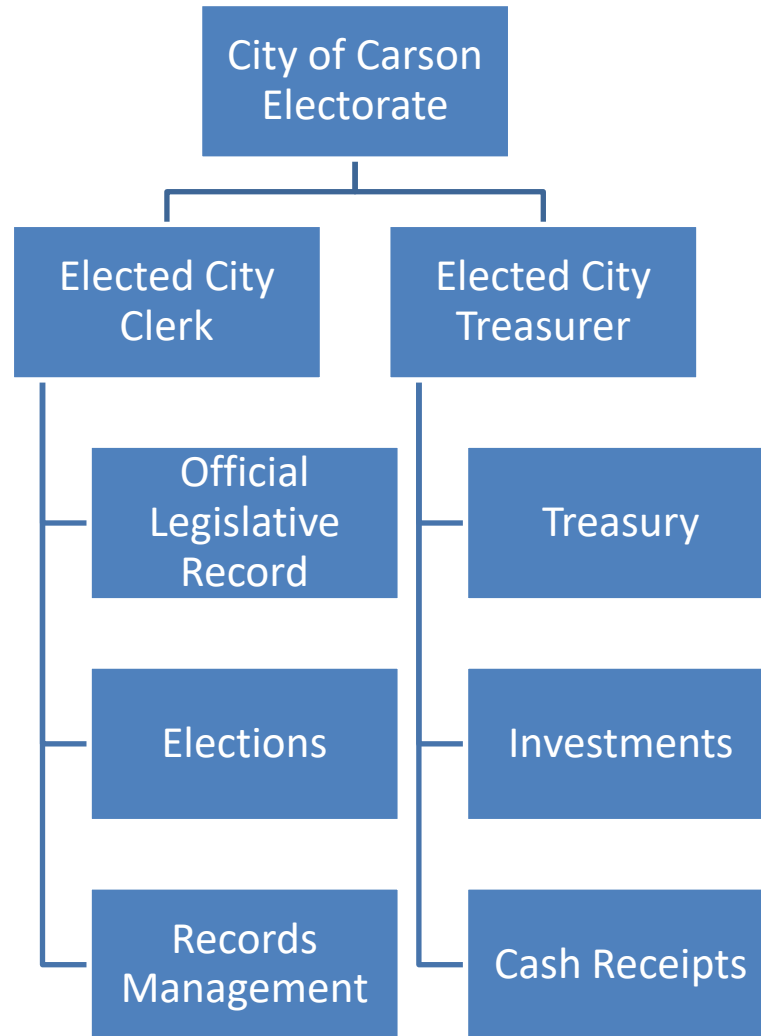 City of Carson
Electorate
Elected City
Clerk
Elected City
Treasurer
Official
Legislative
Record
Treasury
Elections
Investments
Records
Management
Cash Receipts